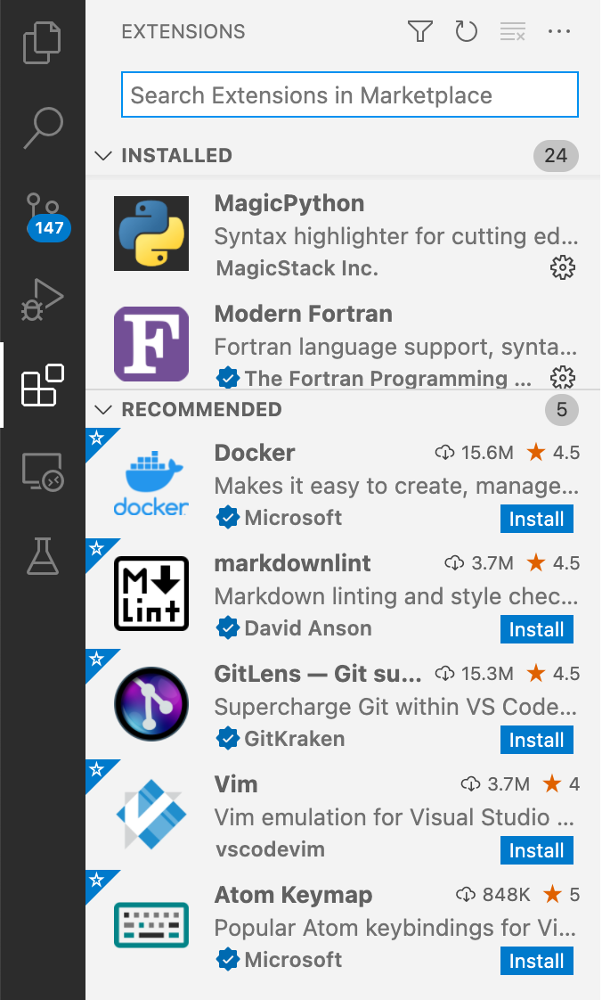 EXTENSIONS
Search Extensions in Marketplace
INSTALLED 24
147
MagicPython
Syntax highlighter for cutting ed...
MagicStack Inc.
F
Modern Fortran
Fortran language support, synta...
The Fortran Programming ...
RECOMMENDED 5
Docker 15.6M 4.5
Makes it easy to create, manage...
docker
Microsoft Install
markdownlint 3.7M 4.5
M
Lint
Markdown linting and style chec...
David Anson Install
GitLens — Git su... 15.3M 4.5
Supercharge Git within VS Code...
GitKraken Install
Vim 3.7M 4
Vim emulation for Visual Studio ...
vscodevim Install
Atom Keymap 848K 5
Popular Atom keybindings for Vi...
Microsoft Install